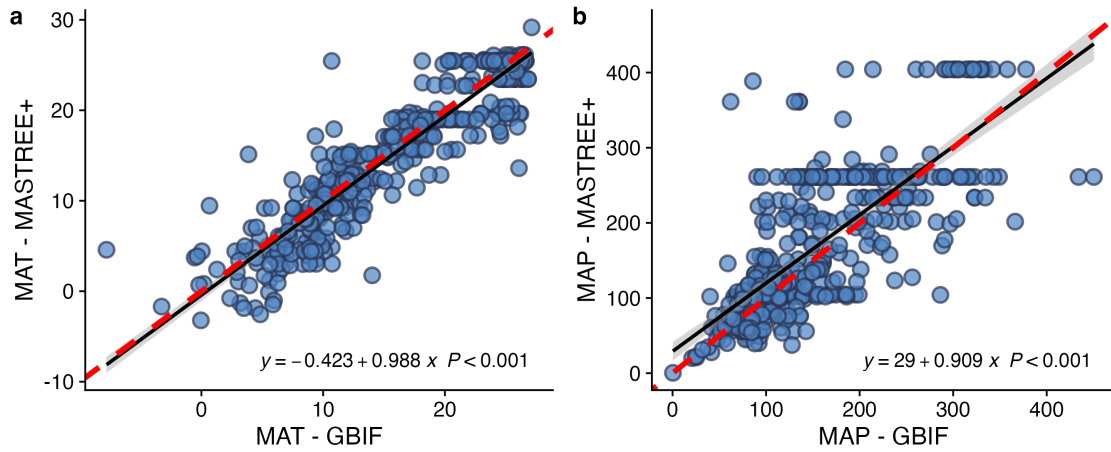 a
30
20
10
0
-10
0
10
20
MAT - MASTREE+
MAT - GBIF
y = −0.423 + 0.988 x  P < 0.001
b
400
300
200
100
0
0
100
200
300
400
MAP - MASTREE+
MAP - GBIF
y = 29 + 0.909 x  P < 0.001